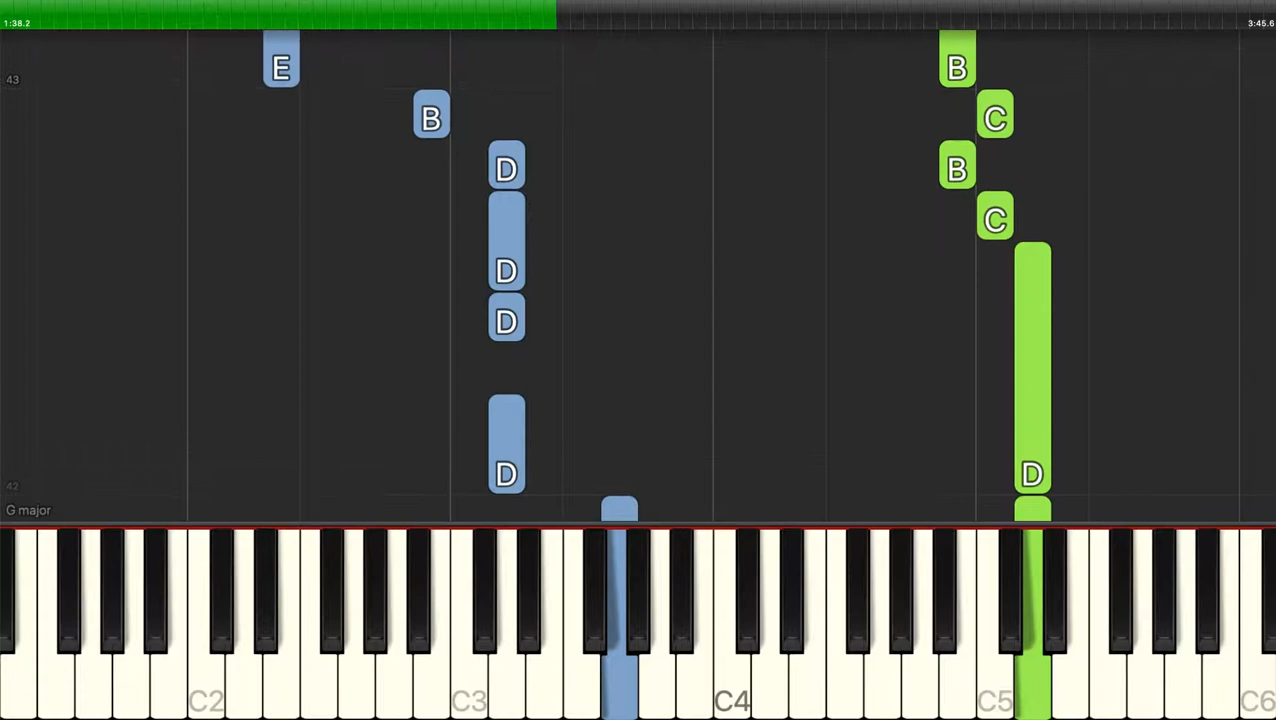 1:38.2 3:45.6
E B
43
B C
D B
C
D
D
D D
42
G major
C2 C3 C4 C5 C6